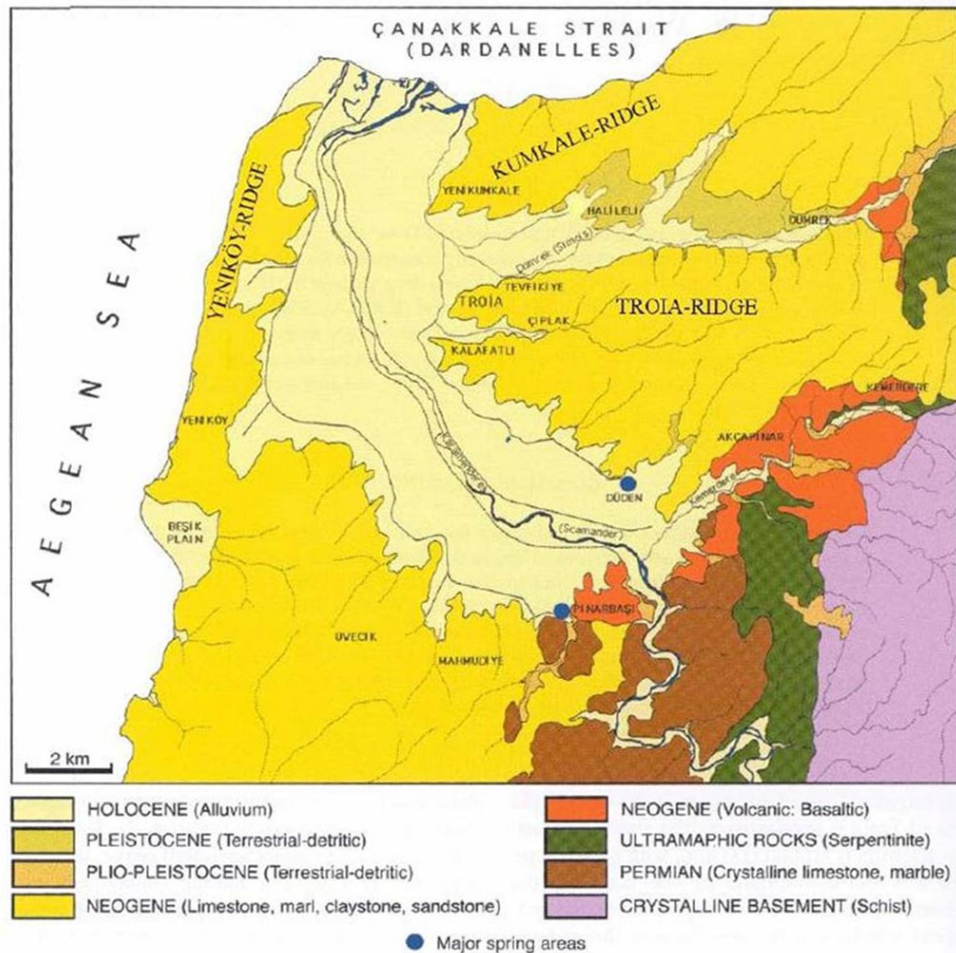 ÇANAKKALE STRAIT
(DARDANELLES)
KUMKALE-RIDGE
YENIKUMKALE
HALILELI
DÜMREK
YENIKÖY-RIDGE
TEVFIKIYE
TROIA
ÇIPLAK
TROIA-RIDGE
KALAFATLI
AEGEAN SEA
YENIKÖY
KEMERDERE
AKÇAPINAR
Kemerdere
DÜDEN
(Scamander)
BEŞIK
PLAIN
PINARBAŞI
ÜVECIK
MAHMUDIYE
2 km
HOLOCENE (Alluvium)
PLEISTOCENE (Terrestrial-detritic)
PLIO-PLEISTOCENE (Terrestrial-detritic)
NEOGENE (Limestone, marl, claystone, sandstone)
NEOGENE (Volcanic: Basaltic)
ULTRAMAPHIC ROCKS (Serpentinite)
PERMIAN (Crystalline limestone, marble)
CRYSTALLINE BASEMENT (Schist)
Major spring areas